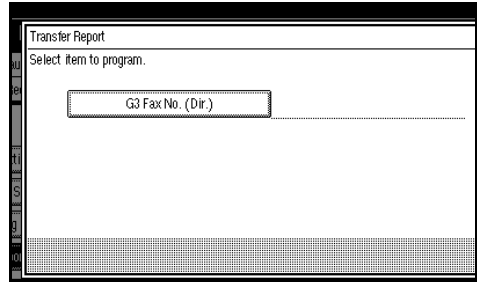 Transfer Report
Select item to program.
G3 Fax No. (Dir.)